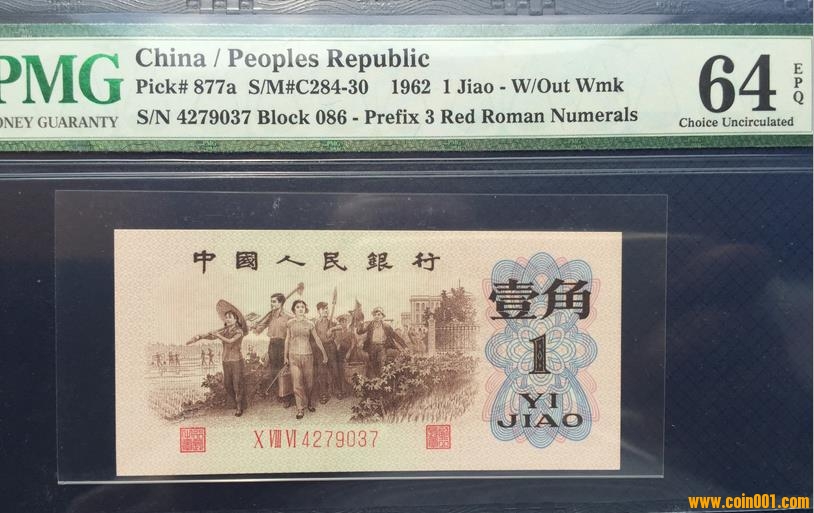 PMG
China / Peoples Republic
MONEY GUARANTY
Pick# 877a S/M#C284-30 1962 1 Jiao - W/Out Wmk
S/N 4279037 Block 086 - Prefix 3 Red Roman Numerals
64
EPQ
Choice Uncirculated
中國人民銀行
壹角
1
YI
JIAO
X VIII VI 4279037
www.coin001.com